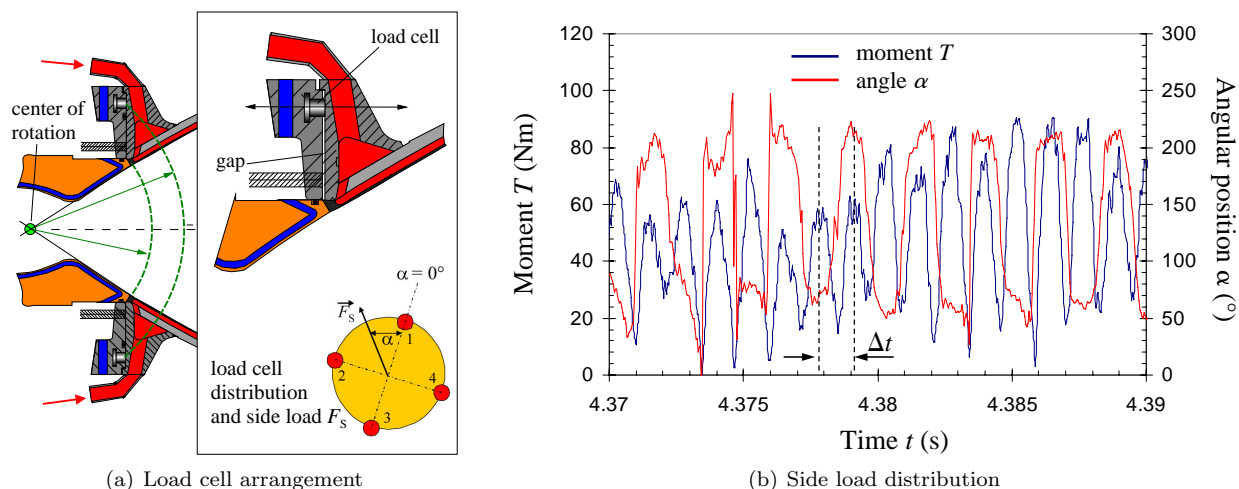 load cell
center of
rotation
gap
α = 0°
F_S
α
1
2
3
4
load cell
distribution
and side load F_S
(a) Load cell arrangement
120
100
80
60
40
20
0
Moment T (Nm)
moment T
angle α
Δt
300
250
200
150
100
50
0
Angular position α (°)
4.37
4.375
4.38
4.385
4.39
Time t (s)
(b) Side load distribution